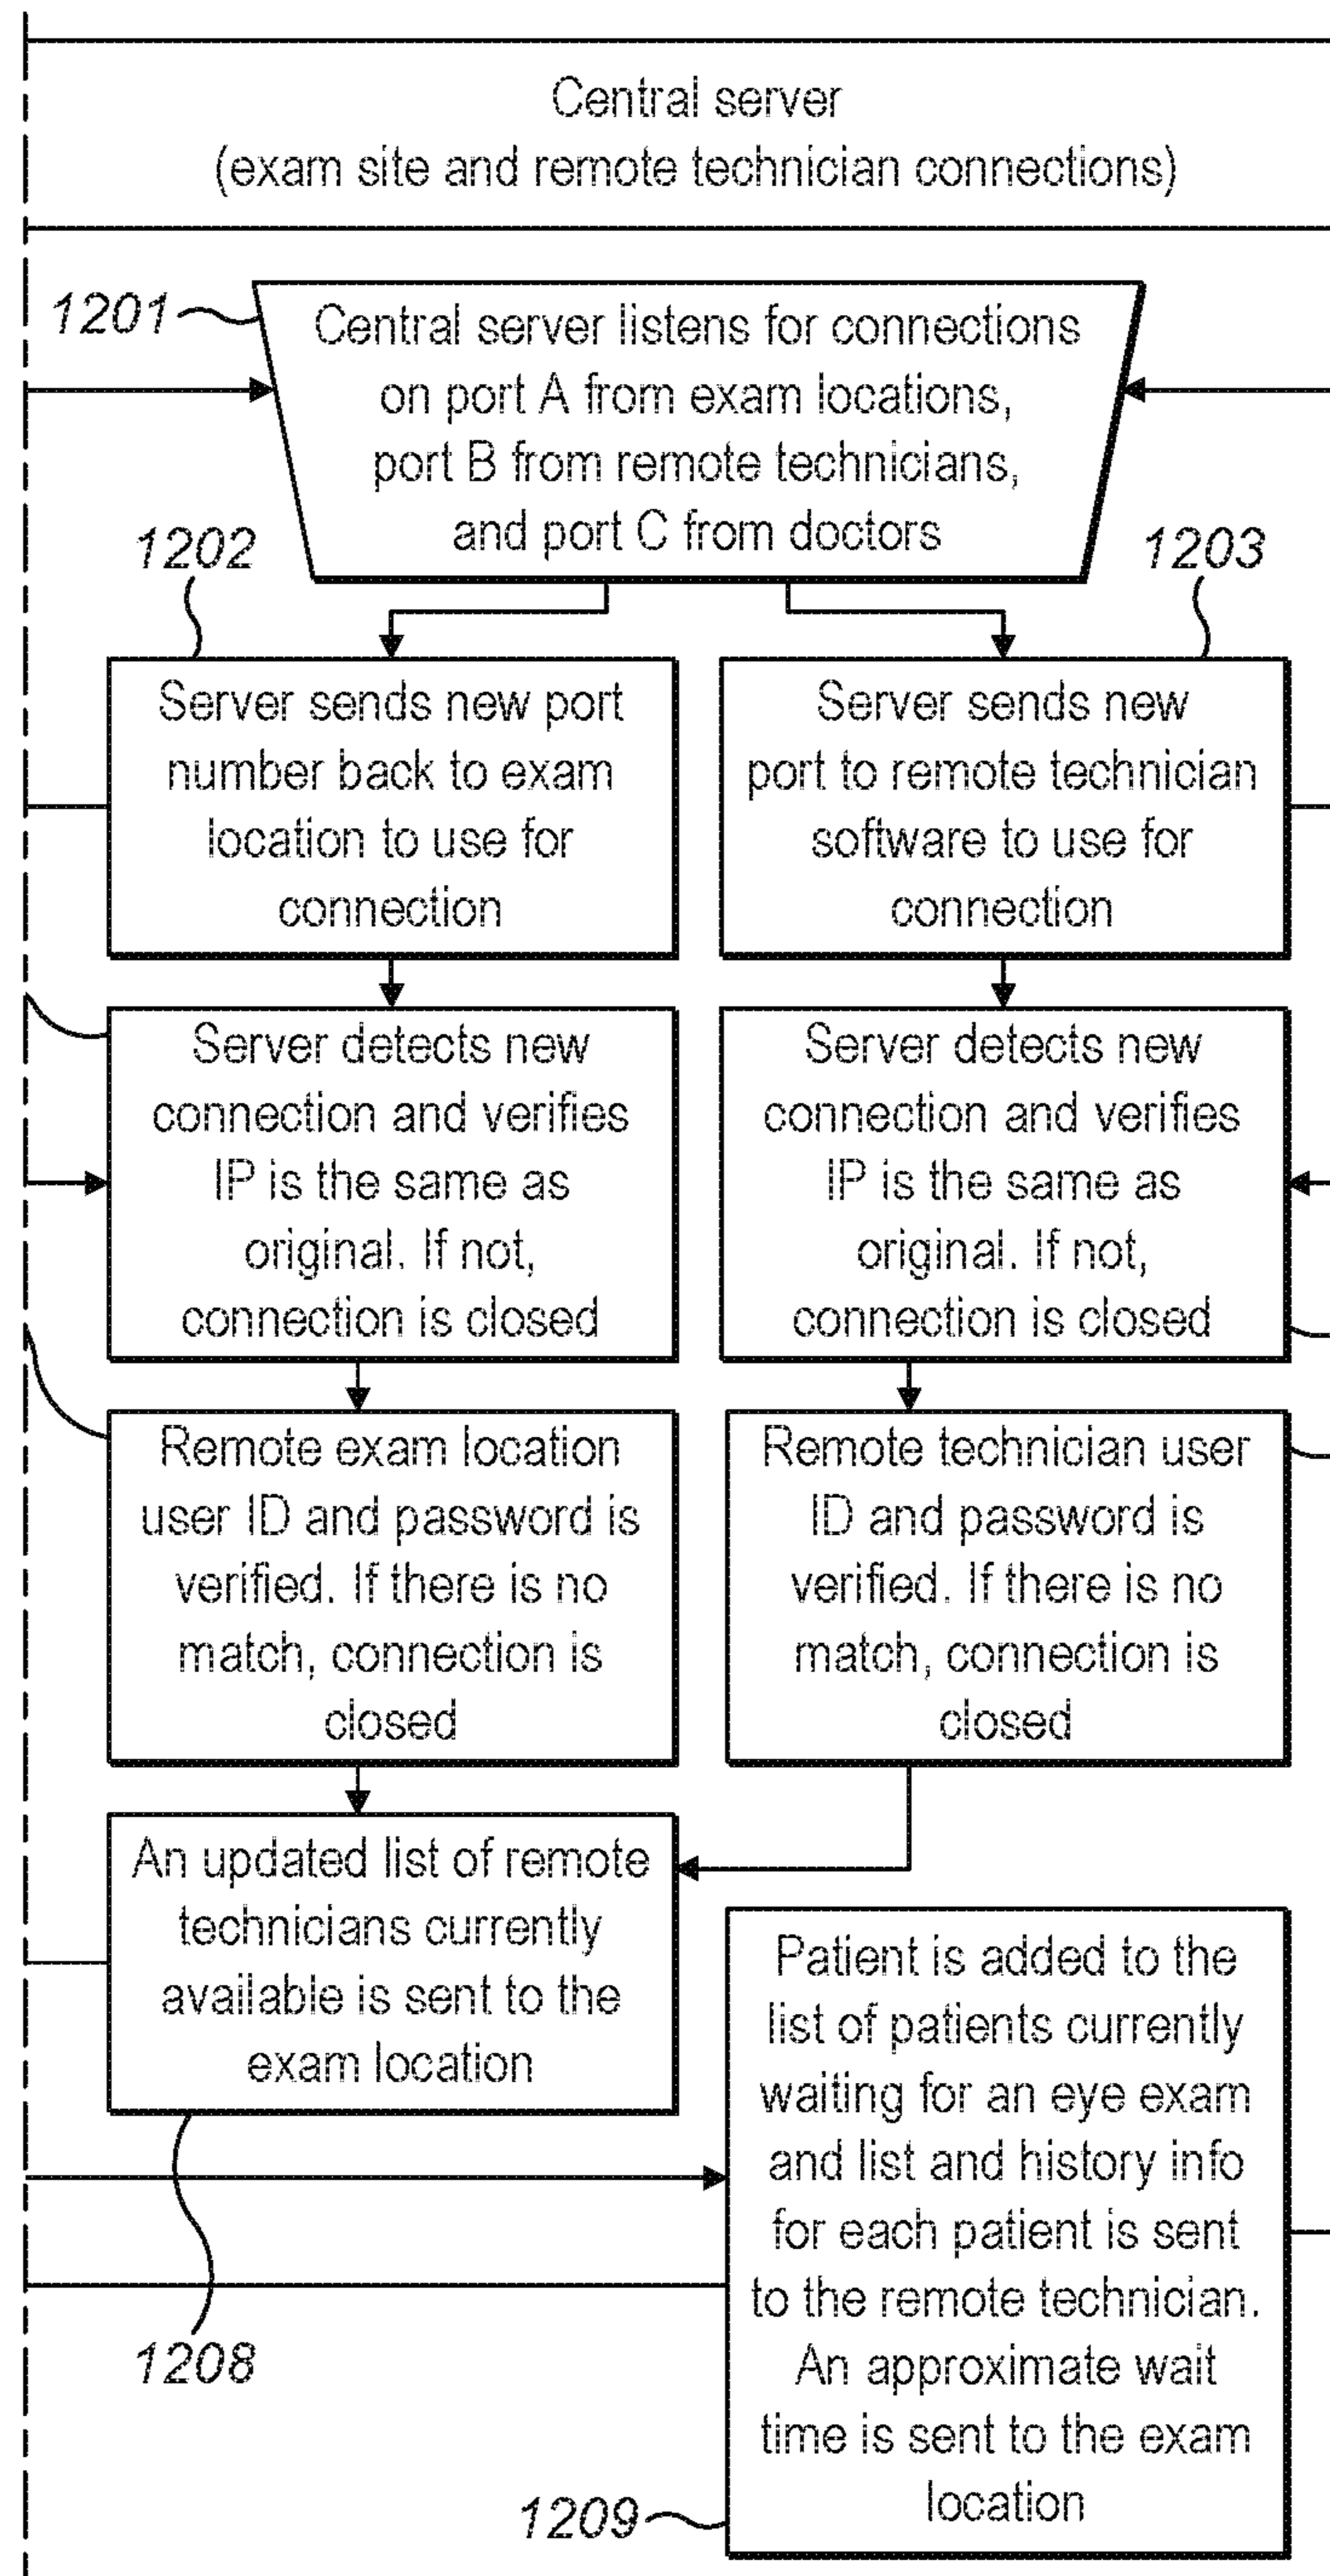 Central server
(exam site and remote technician connections)
1201
Central server listens for connections
on port A from exam locations,
port B from remote technicians,
and port C from doctors
1202
1203
Server sends new port
number back to exam
location to use for
connection
Server sends new
port to remote technician
software to use for
connection
Server detects new
connection and verifies
IP is the same as
original. If not,
connection is closed
Server detects new
connection and verifies
IP is the same as
original. If not,
connection is closed
Remote exam location
user ID and password is
verified. If there is no
match, connection is
closed
Remote technician user
ID and password is
verified. If there is no
match, connection is
closed
An updated list of remote
technicians currently
available is sent to the
exam location
1208
Patient is added to the
list of patients currently
waiting for an eye exam
and list and history info
for each patient is sent
to the remote technician.
An approximate wait
time is sent to the exam
location
1209